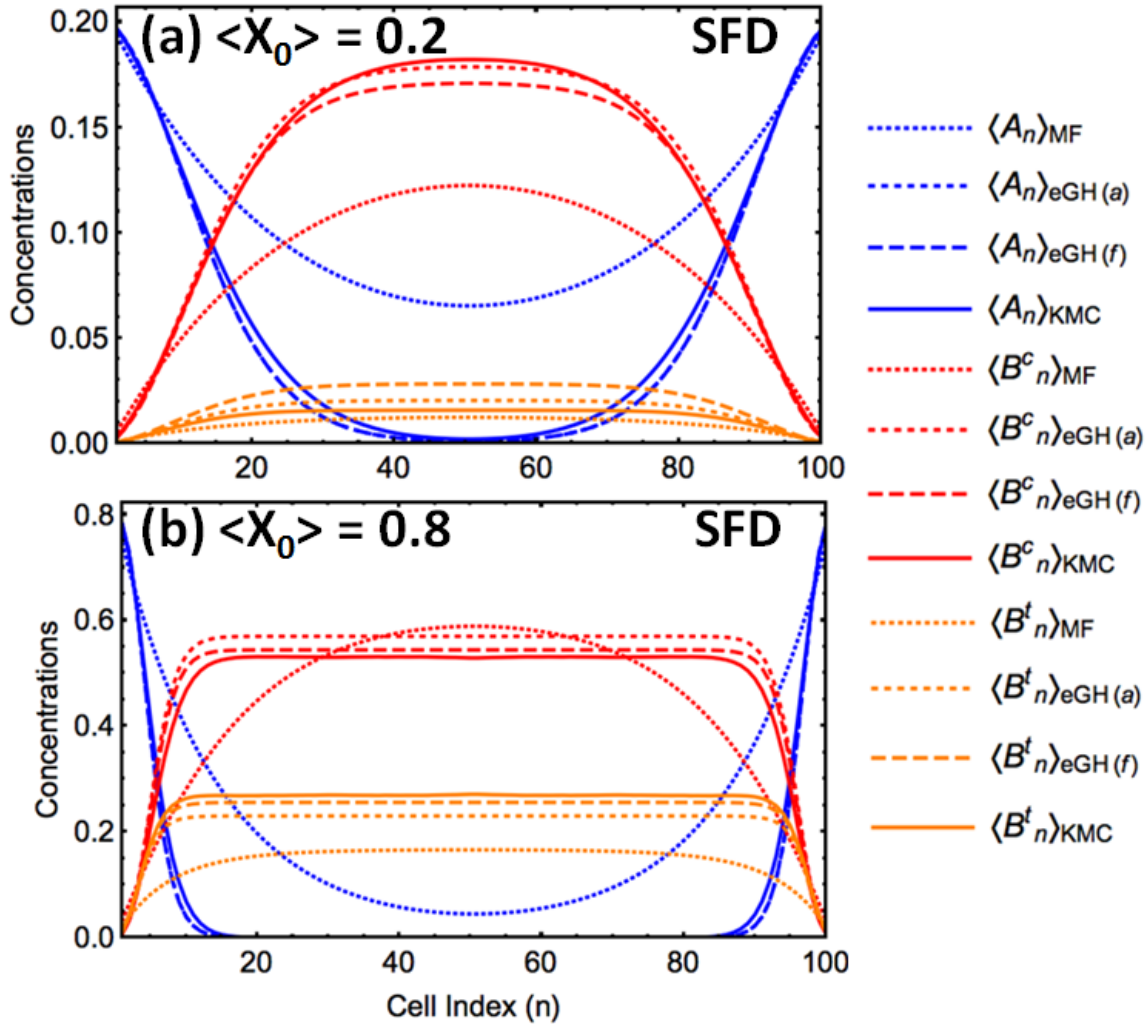 (a) <X₀> = 0.2 SFD
0.20
0.15
0.10
0.05
0.00
Concentrations
20 40 60 80 100
(b) <X₀> = 0.8 SFD
0.8
0.6
0.4
0.2
0.0
Concentrations
20 40 60 80 100
Cell Index (n)
⟨Aₙ⟩MF
⟨Aₙ⟩eGH(a)
⟨Aₙ⟩eGH(f)
⟨Aₙ⟩KMC
⟨Bᶜₙ⟩MF
⟨Bᶜₙ⟩eGH(a)
⟨Bᶜₙ⟩eGH(f)
⟨Bᶜₙ⟩KMC
⟨Bᵗₙ⟩MF
⟨Bᵗₙ⟩eGH(a)
⟨Bᵗₙ⟩eGH(f)
⟨Bᵗₙ⟩KMC